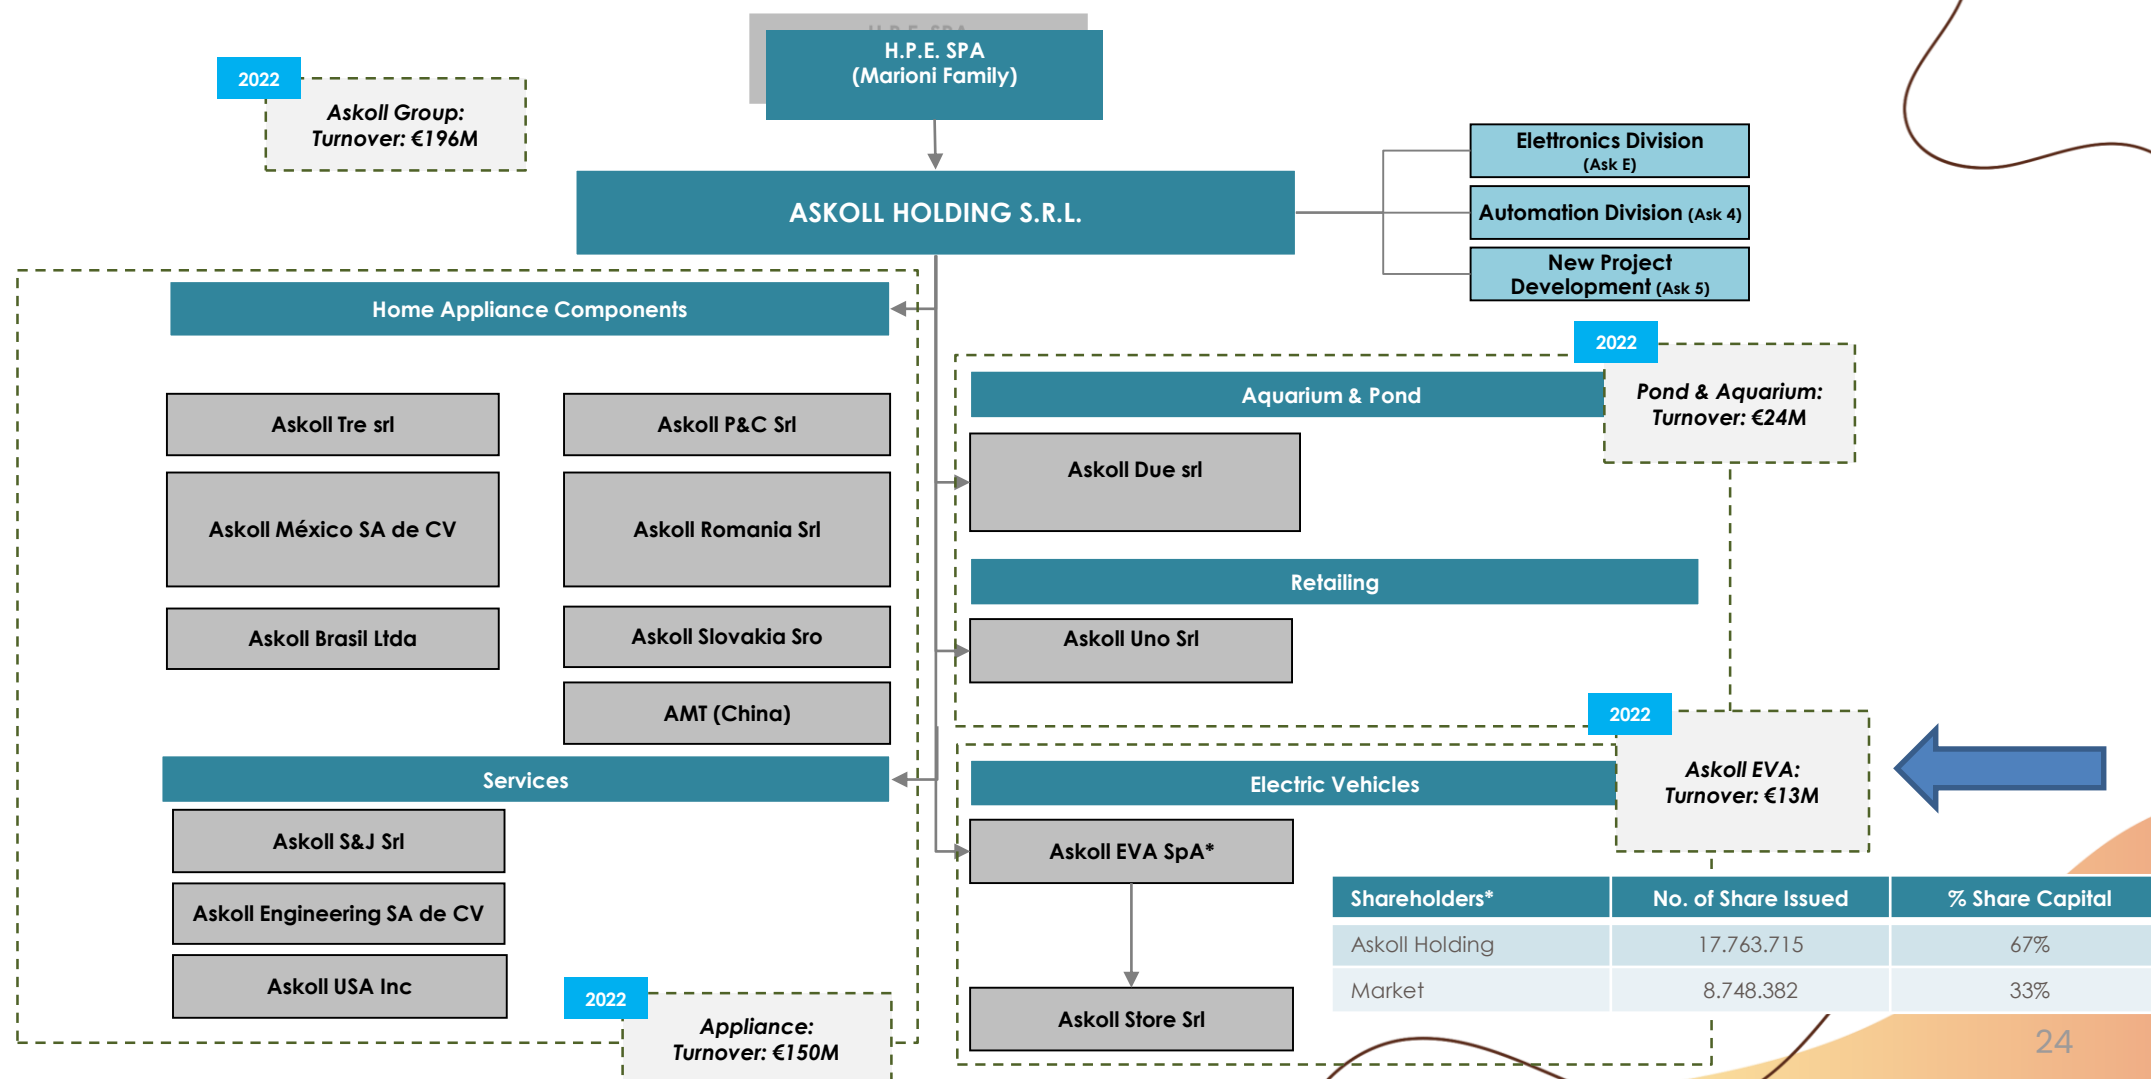 H.P.E. SPA
H.P.E. SPA
(Marioni Family)
2022
Askoll Group:
Turnover: €196M
Elettronics Division
(Ask E)
ASKOLL HOLDING S.R.L.
Automation Division (Ask 4)
New Project
Development (Ask 5)
Home Appliance Components
Askoll Tre srl
Askoll P&C Srl
Askoll México SA de CV
Askoll Romania Srl
Askoll Brasil Ltda
Askoll Slovakia Sro
AMT (China)
Services
Askoll S&J Srl
Askoll Engineering SA de CV
Askoll USA Inc
2022
Appliance:
Turnover: €150M
2022
Aquarium & Pond
Pond & Aquarium:
Turnover: €24M
Askoll Due srl
Retailing
Askoll Uno Srl
2022
Electric Vehicles
Askoll EVA:
Turnover: €13M
Askoll EVA SpA*
Askoll Store Srl
Shareholders* No. of Share Issued % Share Capital
Askoll Holding 17.763.715 67%
Market 8.748.382 33%
24